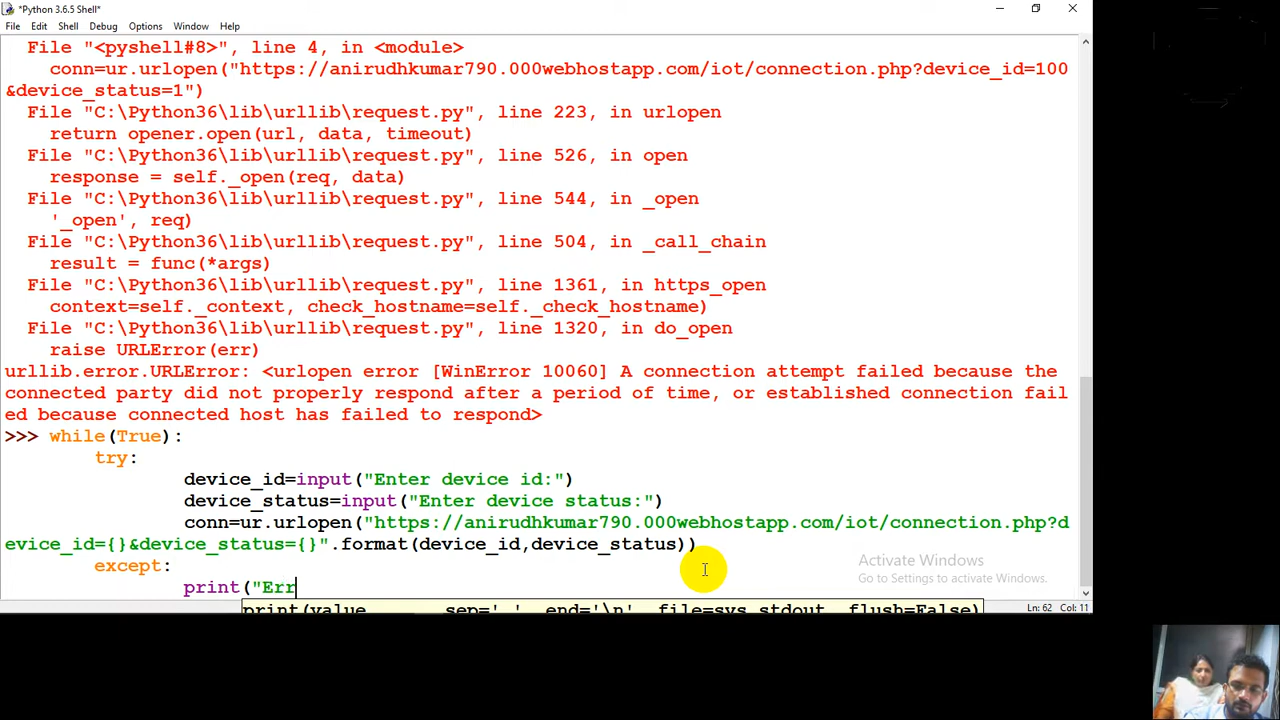 *Python 3.6.5 Shell*
File Edit Shell Debug Options Window Help
File "<pyshell#8>", line 4, in <module>
conn=ur.urlopen("https://anirudhkumar790.000webhostapp.com/iot/connection.php?device_id=100
&device_status=1")
File "C:\Python36\lib\urllib\request.py", line 223, in urlopen
return opener.open(url, data, timeout)
File "C:\Python36\lib\urllib\request.py", line 526, in open
response = self._open(req, data)
File "C:\Python36\lib\urllib\request.py", line 544, in _open
'_open', req)
File "C:\Python36\lib\urllib\request.py", line 504, in _call_chain
result = func(*args)
File "C:\Python36\lib\urllib\request.py", line 1361, in https_open
context=self._context, check_hostname=self._check_hostname)
File "C:\Python36\lib\urllib\request.py", line 1320, in do_open
raise URLError(err)
urllib.error.URLError: <urlopen error [WinError 10060] A connection attempt failed because the
connected party did not properly respond after a period of time, or established connection fail
ed because connected host has failed to respond>
>>> while(True):
try:
device_id=input("Enter device id:")
device_status=input("Enter device status:")
conn=ur.urlopen("https://anirudhkumar790.000webhostapp.com/iot/connection.php?d
evice_id={}&device_status={}".format(device_id,device_status))
except:
print("Err
print(value, ..., sep=' ', end='\n', file=sys.stdout, flush=False)
Activate Windows
Go to Settings to activate Windows.
Ln: 62 Col: 11